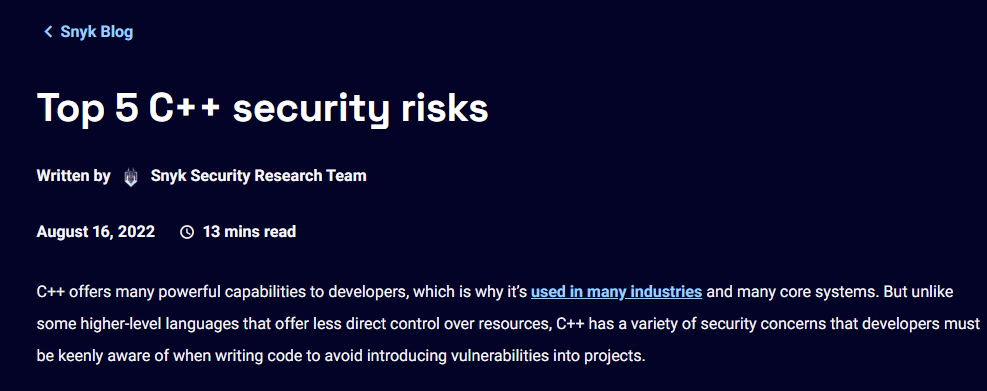 Snyk Blog
Top 5 C++ security risks
Written by Snyk Security Research Team
August 16, 2022 13 mins read
C++ offers many powerful capabilities to developers, which is why it's used in many industries and many core systems. But unlike
some higher-level languages that offer less direct control over resources, C++ has a variety of security concerns that developers must
be keenly aware of when writing code to avoid introducing vulnerabilities into projects.